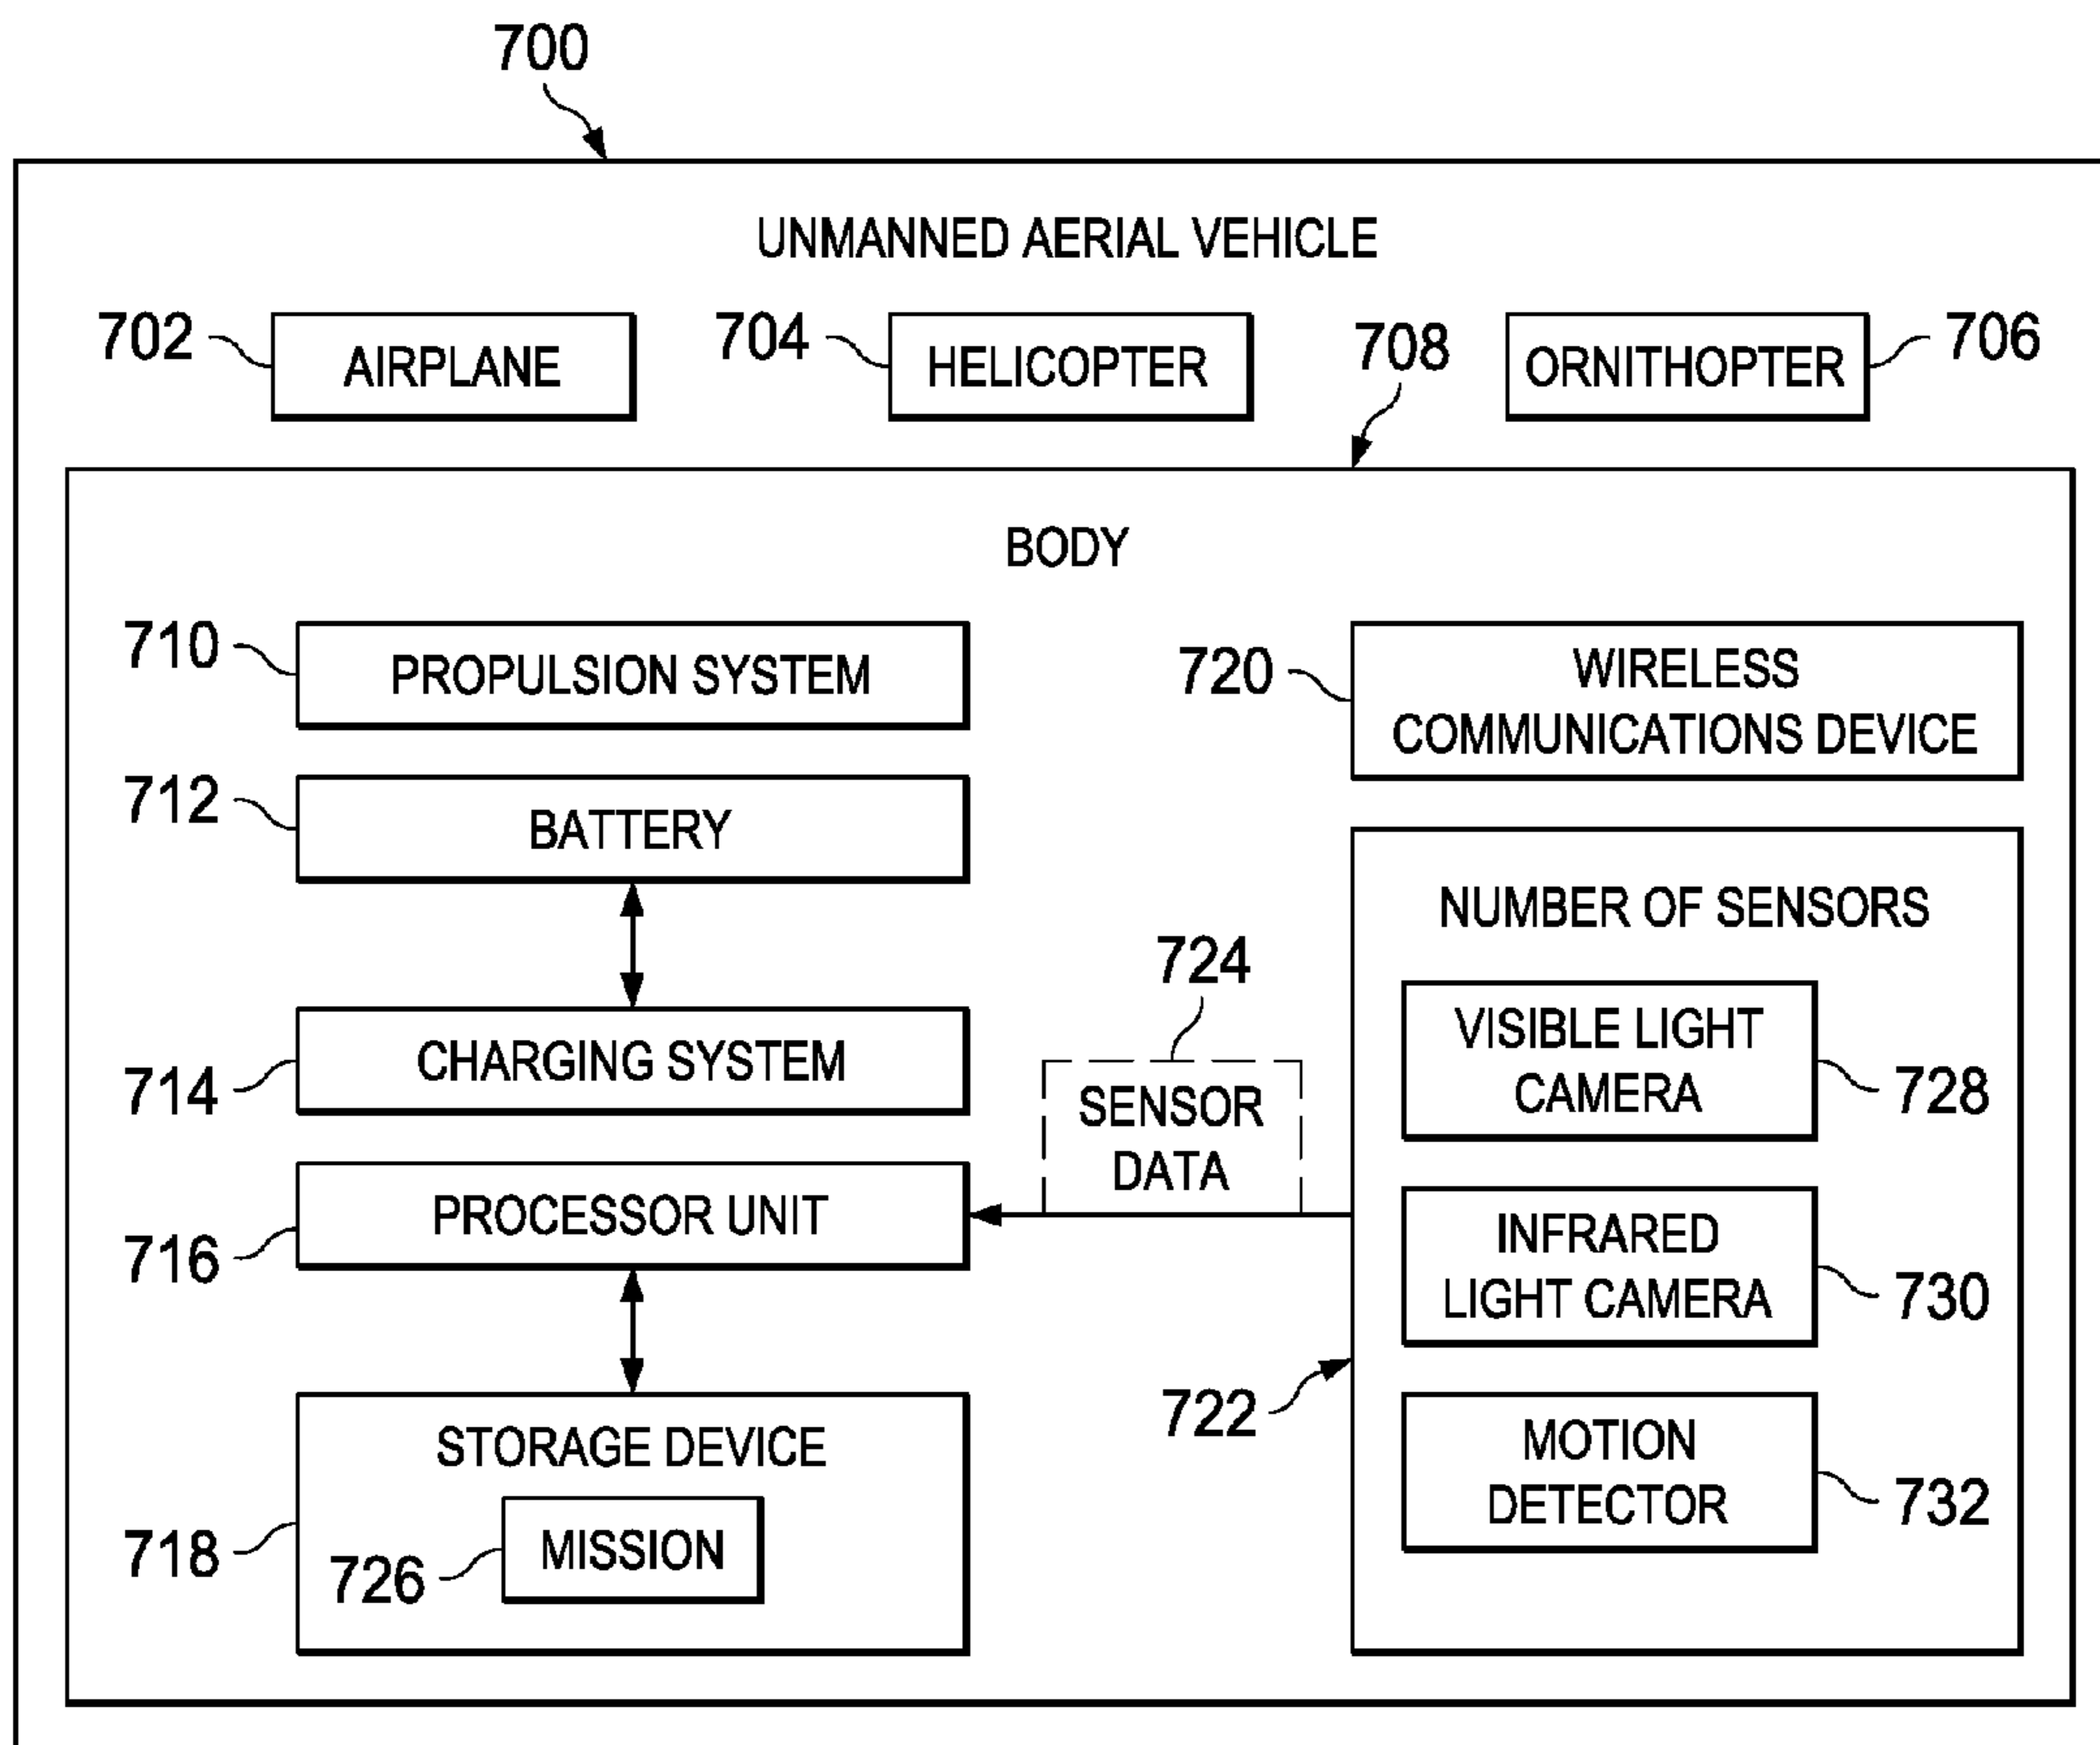 700
UNMANNED AERIAL VEHICLE
702
AIRPLANE
704
HELICOPTER
708
ORNITHOPTER
706
BODY
710
PROPULSION SYSTEM
712
BATTERY
714
CHARGING SYSTEM
716
PROCESSOR UNIT
718
STORAGE DEVICE
726
MISSION
720
WIRELESS
COMMUNICATIONS DEVICE
724
SENSOR
DATA
722
NUMBER OF SENSORS
VISIBLE LIGHT
CAMERA
728
INFRARED
LIGHT CAMERA
730
MOTION
DETECTOR
732